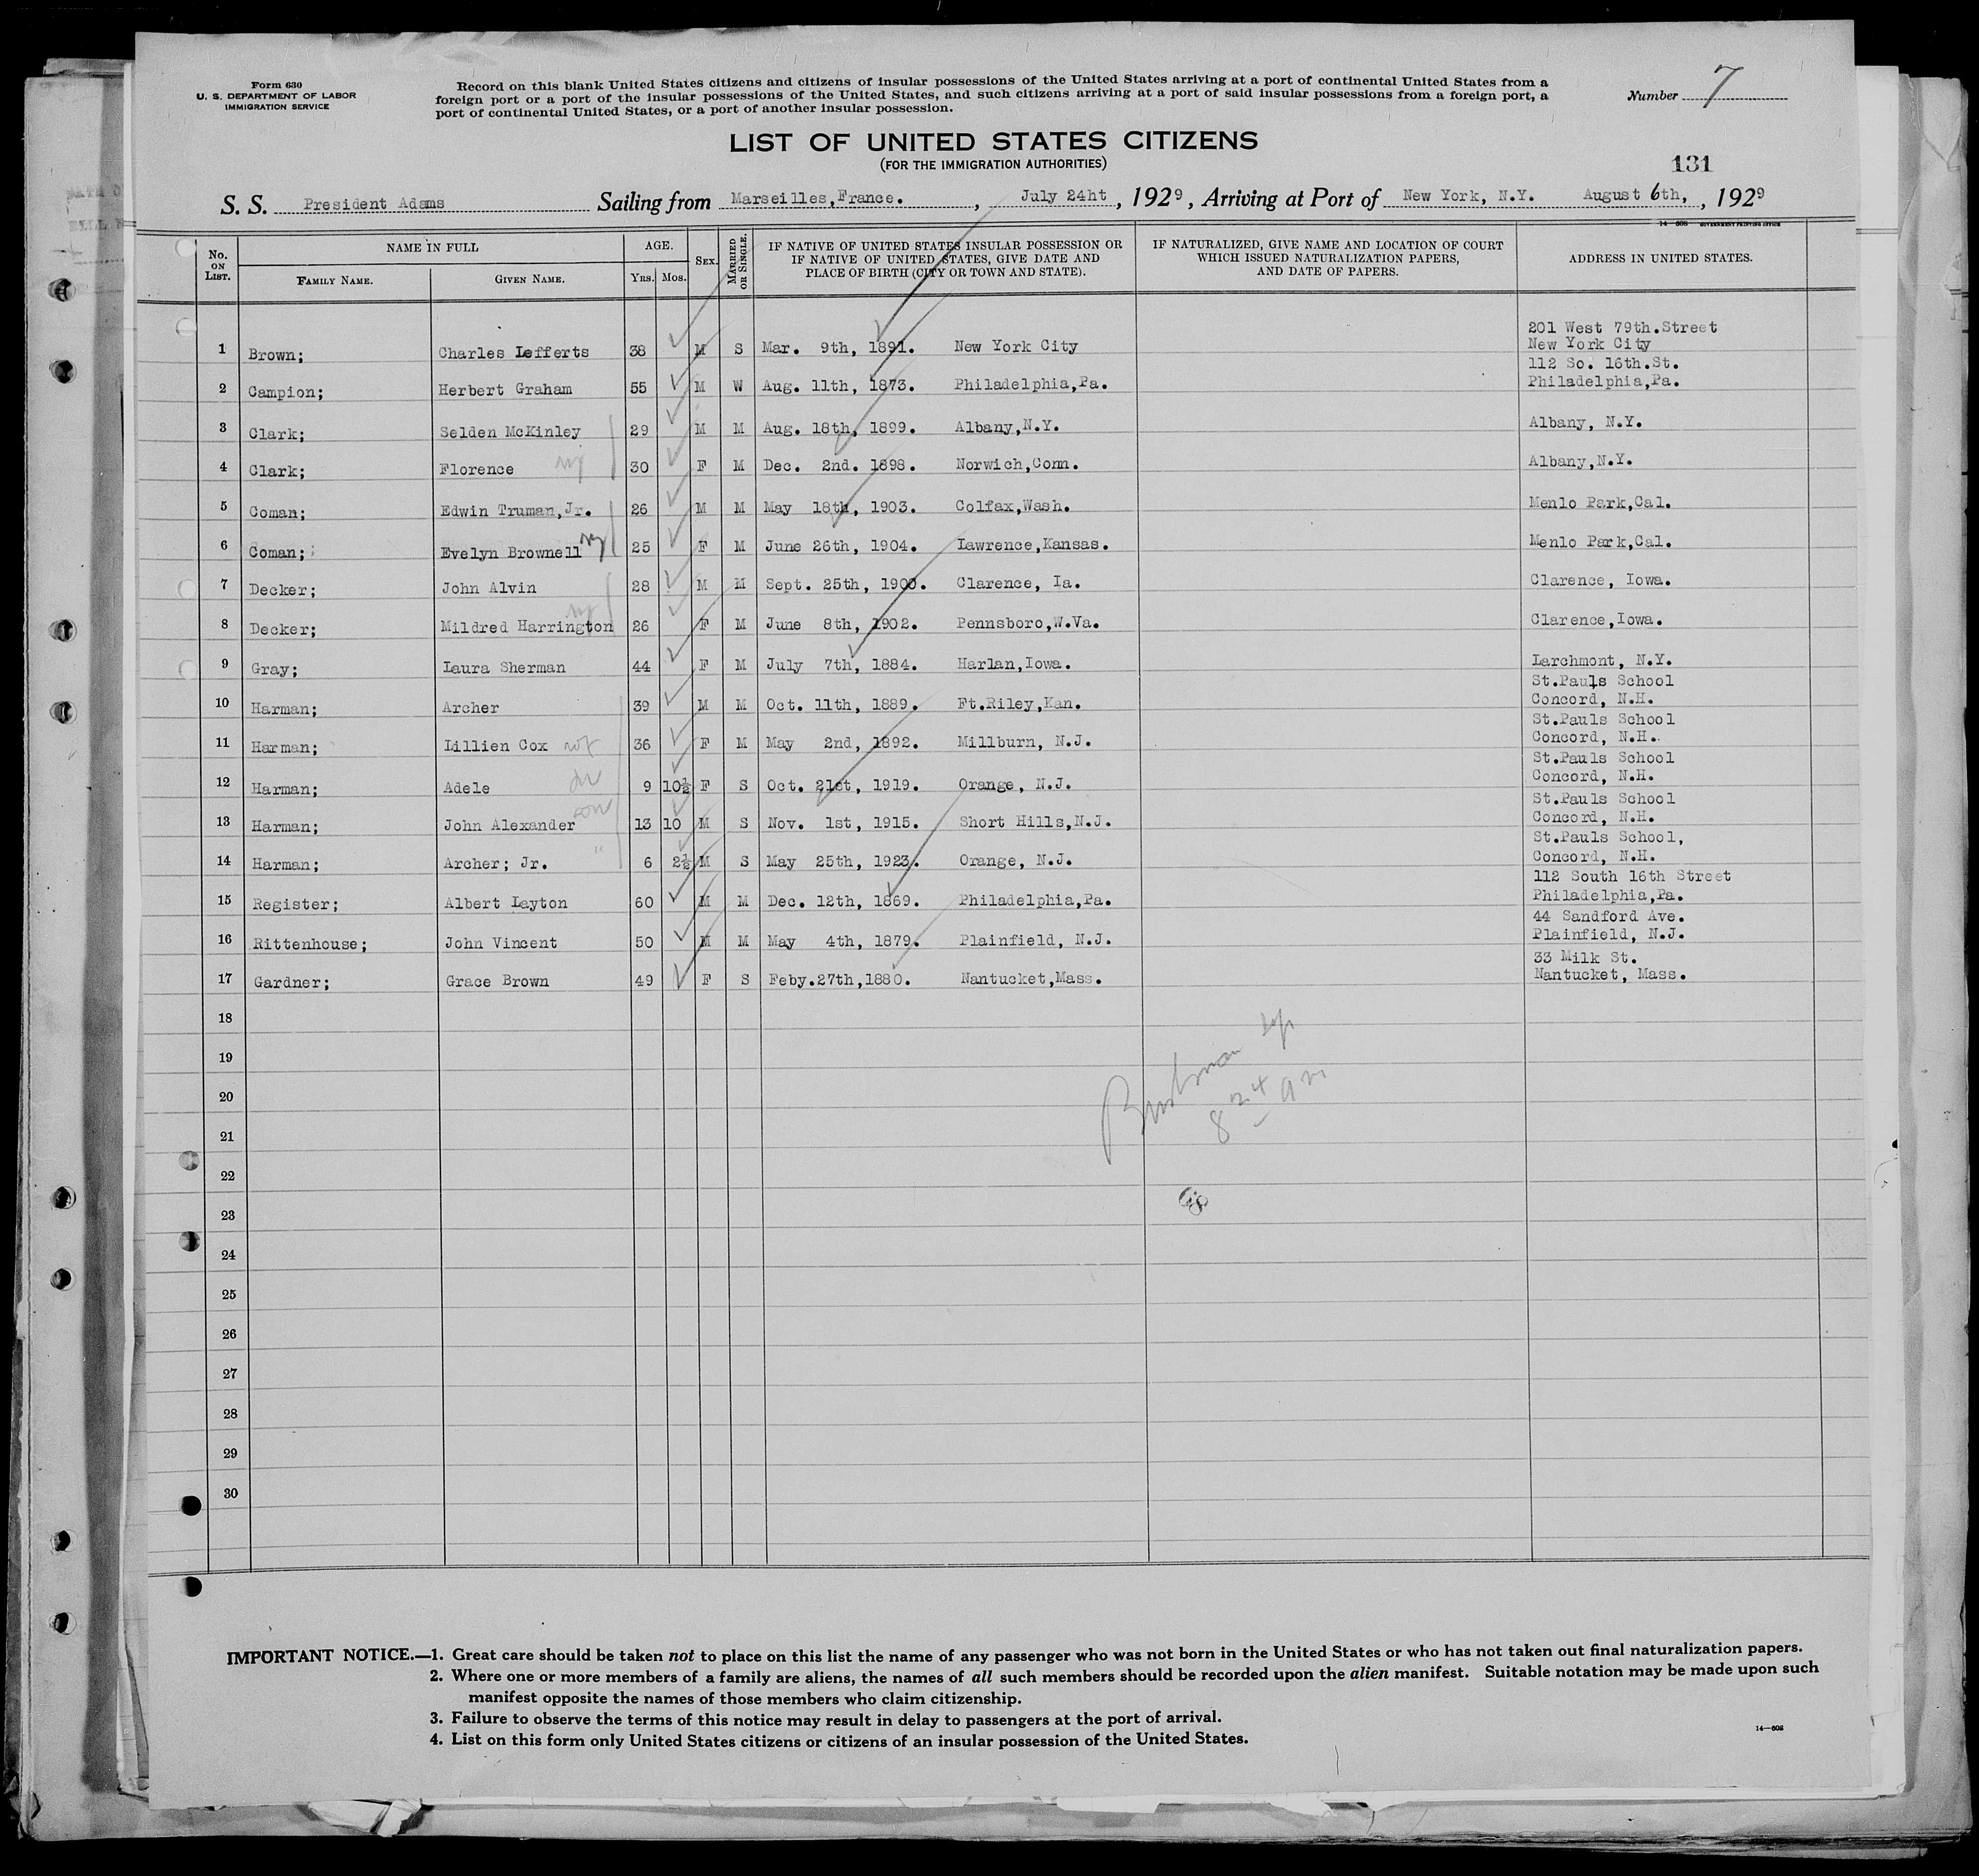 Form 630
U. S. DEPARTMENT OF LABOR
IMMIGRATION SERVICE
Record on this blank United States citizens and citizens of insular possessions of the United States arriving at a port of continental United States from a
foreign port or a port of the insular possessions of the United States, and such citizens arriving at a port of said insular possessions from a foreign port, a
port of continental United States, or a port of another insular possession.
Number 7
LIST OF UNITED STATES CITIZENS
(FOR THE IMMIGRATION AUTHORITIES)
131
S. S. President Adams Sailing from Marseilles,France. , July 24ht , 1929 , Arriving at Port of New York, N.Y. August 6th, , 1929
14-608 GOVERNMENT PRINTING OFFICE
No. ON LIST. NAME IN FULL AGE. SEX. MARRIED OR SINGLE. IF NATIVE OF UNITED STATES INSULAR POSSESSION OR IF NATIVE OF UNITED STATES, GIVE DATE AND PLACE OF BIRTH (CITY OR TOWN AND STATE). IF NATURALIZED, GIVE NAME AND LOCATION OF COURT WHICH ISSUED NATURALIZATION PAPERS, AND DATE OF PAPERS. ADDRESS IN UNITED STATES.
FAMILY NAME. GIVEN NAME. YRS. MOS.
201 West 79th.Street
1 Brown; Charles Lefferts 38 M S Mar. 9th, 1891. New York City New York City
112 So. 16th.St.
2 Campion; Herbert Graham 55 M W Aug. 11th, 1873. Philadelphia,Pa. Philadelphia,Pa.
3 Clark; Selden McKinley 29 M M Aug. 18th, 1899. Albany,N.Y. Albany, N.Y.
4 Clark; Florence 30 F M Dec. 2nd. 1898. Norwich,Conn. Albany,N.Y.
5 Coman; Edwin Truman,Jr. 26 M M May 18th, 1903. Colfax,Wash. Menlo Park,Cal.
6 Coman; Evelyn Brownell 25 F M June 26th, 1904. Lawrence,Kansas. Menlo Park,Cal.
7 Decker; John Alvin 28 M M Sept. 25th, 1900. Clarence, Ia. Clarence, Iowa.
8 Decker; Mildred Harrington 26 F M June 8th, 1902. Pennsboro,W.Va. Clarence,Iowa.
9 Gray; Laura Sherman 44 F M July 7th, 1884. Harlan,Iowa. Larchmont, N.Y.
St.Pauls School
10 Harman; Archer 39 M M Oct. 11th, 1889. Ft.Riley,Kan. Concord, N.H.
St.Pauls School
11 Harman; Lillien Cox 36 F M May 2nd, 1892. Millburn, N.J. Concord, N.H.
St.Pauls School
12 Harman; Adele 9 10½ F S Oct. 21st, 1919. Orange, N.J. Concord, N.H.
son
St.Pauls School
13 Harman; John Alexander 13 10 M S Nov. 1st, 1915. Short Hills,N.J. Concord, N.H.
" St.Pauls School,
14 Harman; Archer; Jr. 6 2½ M S May 25th, 1923. Orange, N.J. Concord, N.H.
112 South 16th Street
15 Register; Albert Layton 60 M M Dec. 12th, 1869. Philadelphia,Pa. Philadelphia,Pa.
44 Sandford Ave.
16 Rittenhouse; John Vincent 50 M M May 4th, 1879. Plainfield, N.J. Plainfield, N.J.
33 Milk St.
17 Gardner; Grace Brown 49 F S Feby.27th,1880. Nantucket,Mass. Nantucket, Mass.
18
19
20
21
22
23
24
25
26
27
28
29
30
IMPORTANT NOTICE.—1. Great care should be taken not to place on this list the name of any passenger who was not born in the United States or who has not taken out final naturalization papers.
2. Where one or more members of a family are aliens, the names of all such members should be recorded upon the alien manifest. Suitable notation may be made upon such
manifest opposite the names of those members who claim citizenship.
3. Failure to observe the terms of this notice may result in delay to passengers at the port of arrival.
4. List on this form only United States citizens or citizens of an insular possession of the United States.
14-608